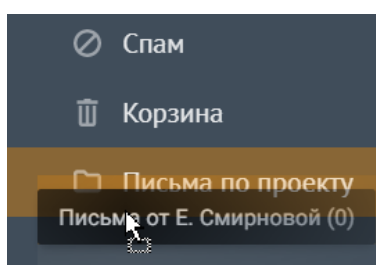 Спам
Корзина
Письма по проекту
Письма от Е. Смирновой (0)